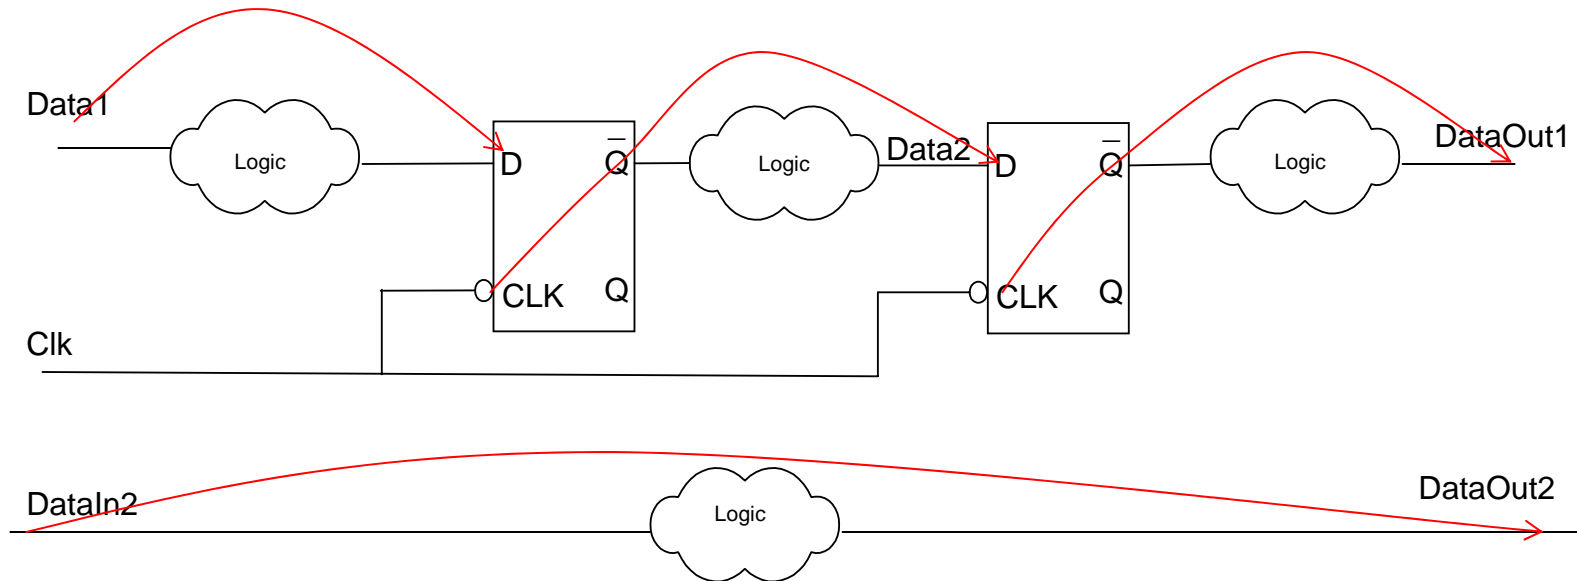 Data1
Logic
D
Q̅
Logic
Data2
D
Q̅
Logic
DataOut1
CLK
Q
CLK
Q
Clk
DataIn2
Logic
DataOut2